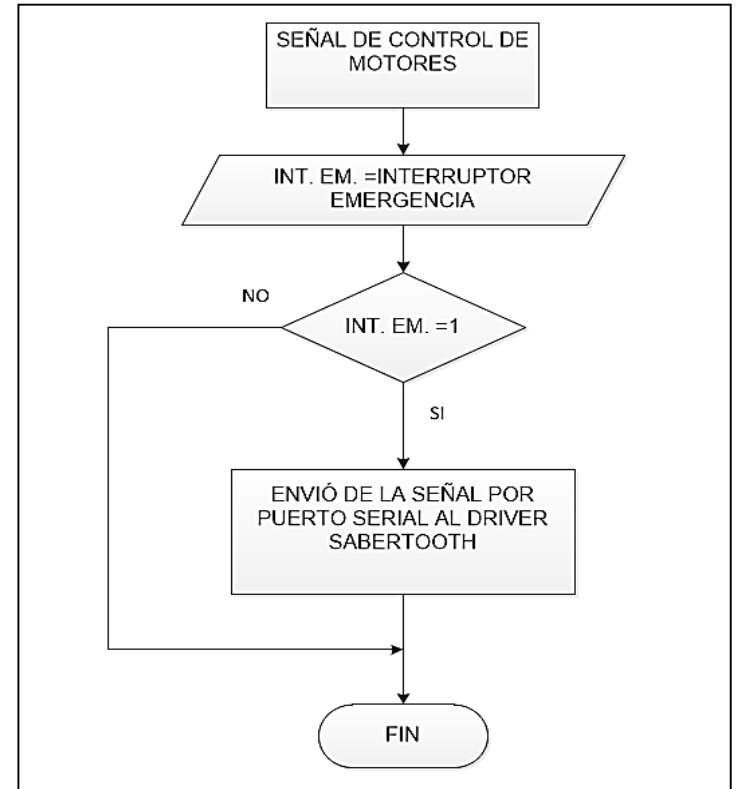 SEÑAL DE CONTROL DE
MOTORES
INT. EM. =INTERRUPTOR
EMERGENCIA
NO
INT. EM. =1
SI
ENVIÓ DE LA SEÑAL POR
PUERTO SERIAL AL DRIVER
SABERTOOTH
FIN